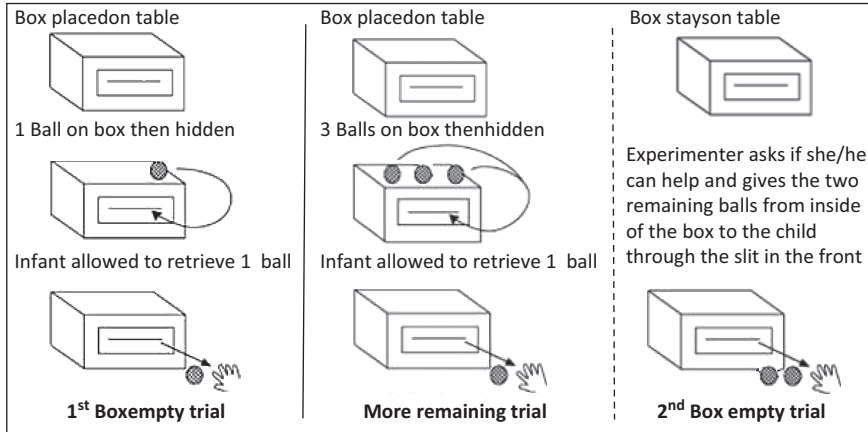 Box placedon table
1 Ball on box then hidden
Infant allowed to retrieve 1 ball
1st Boxempty trial
Box placedon table
3 Balls on box thenhidden
Infant allowed to retrieve 1 ball
More remaining trial
Box stayson table
Experimenter asks if she/he
can help and gives the two
remaining balls from inside
of the box to the child
through the slit in the front
2nd Box empty trial